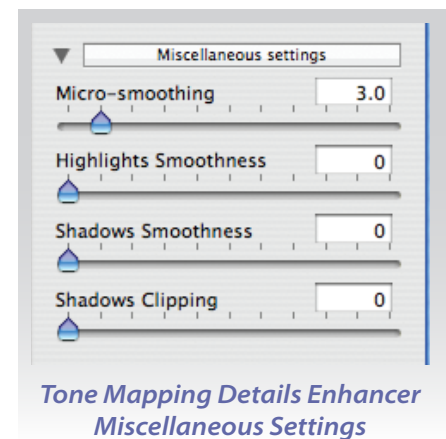 Miscellaneous settings
Micro-smoothing 3.0
Highlights Smoothness 0
Shadows Smoothness 0
Shadows Clipping 0
Tone Mapping Details Enhancer
Miscellaneous Settings